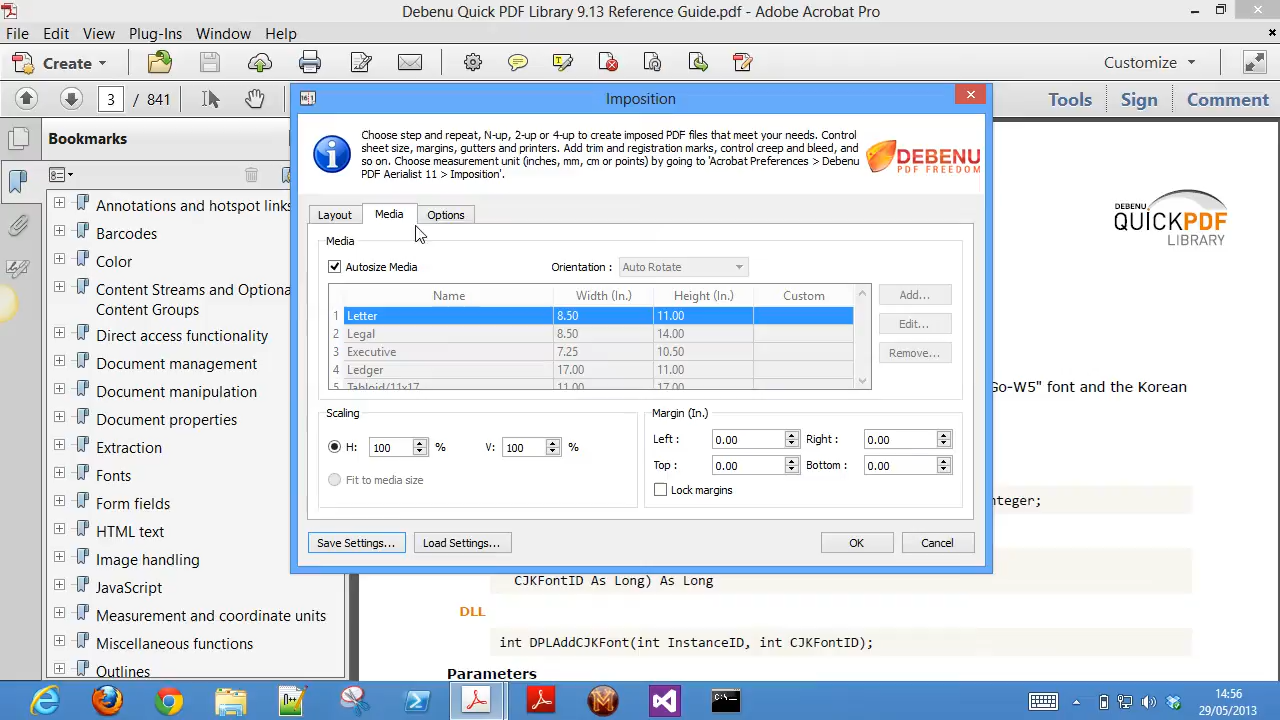 Debenu Quick PDF Library 9.13 Reference Guide.pdf - Adobe Acrobat Pro
File Edit View Plug-Ins Window Help
Create
Customize
3 / 841
Tools Sign Comment
Imposition
Bookmarks
Choose step and repeat, N-up, 2-up or 4-up to create imposed PDF files that meet your needs. Control
sheet size, margins, gutters and printers. Add trim and registration marks, control creep and bleed, and
so on. Choose measurement unit (inches, mm, cm or points) by going to 'Acrobat Preferences > Debenu
PDF Aerialist 11 > Imposition'.
DEBENU
PDF FREEDOM
Annotations and hotspot links
Barcodes
Color
Content Streams and Optiona
Content Groups
Direct access functionality
Document management
Document manipulation
Document properties
Extraction
Fonts
Form fields
HTML text
Image handling
JavaScript
Measurement and coordinate units
Miscellaneous functions
Outlines
Layout Media Options
Media
Autosize Media Orientation : Auto Rotate
Name Width (In.) Height (In.) Custom
1 Letter 8.50 11.00
2 Legal 8.50 14.00
3 Executive 7.25 10.50
4 Ledger 17.00 11.00
5 Tabloid/11x17 11.00 17.00
Add...
Edit...
Remove...
Scaling
H: 100 % V: 100 %
Fit to media size
Margin (In.)
Left : 0.00 Right : 0.00
Top : 0.00 Bottom : 0.00
Lock margins
Save Settings... Load Settings... OK Cancel
DEBENU
QUICKPDF
LIBRARY
Go-W5" font and the Korean
nteger;
CJKFontID As Long) As Long
DLL
int DPLAddCJKFont(int InstanceID, int CJKFontID);
Parameters
14:56
29/05/2013